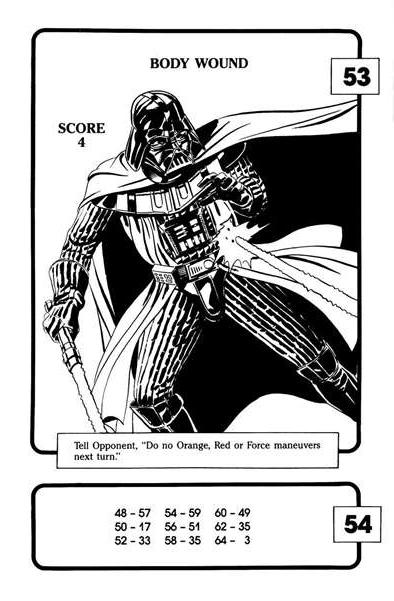 BODY WOUND
53
SCORE
4
Tell Opponent, "Do no Orange, Red or Force maneuvers
next turn."
48 – 57 54 – 59 60 – 49
50 – 17 56 – 51 62 – 35
52 – 33 58 – 35 64 – 3
54